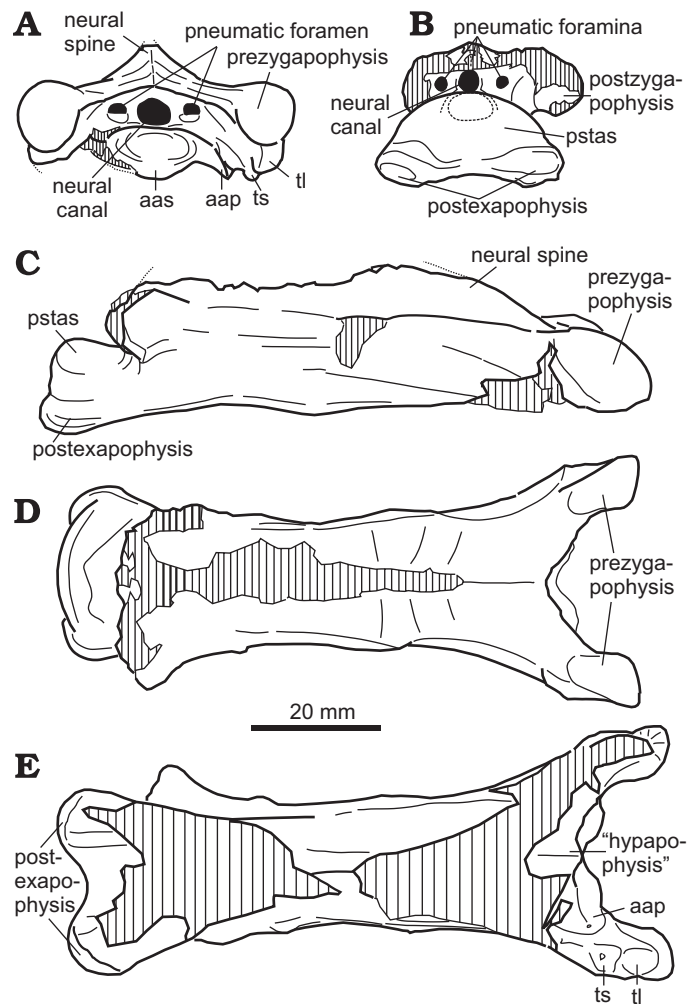 A
neural
spine
pneumatic foramen
prezygapophysis
neural
canal
aas
aap
ts
tl
B
pneumatic foramina
postzyga-
pophysis
neural
canal
pstas
postexapophysis
C
neural spine
prezyga-
pophysis
pstas
postexapophysis
D
prezyga-
pophysis
20 mm
E
post-
exapo-
physis
"hypapo-
physis"
aap
ts
tl